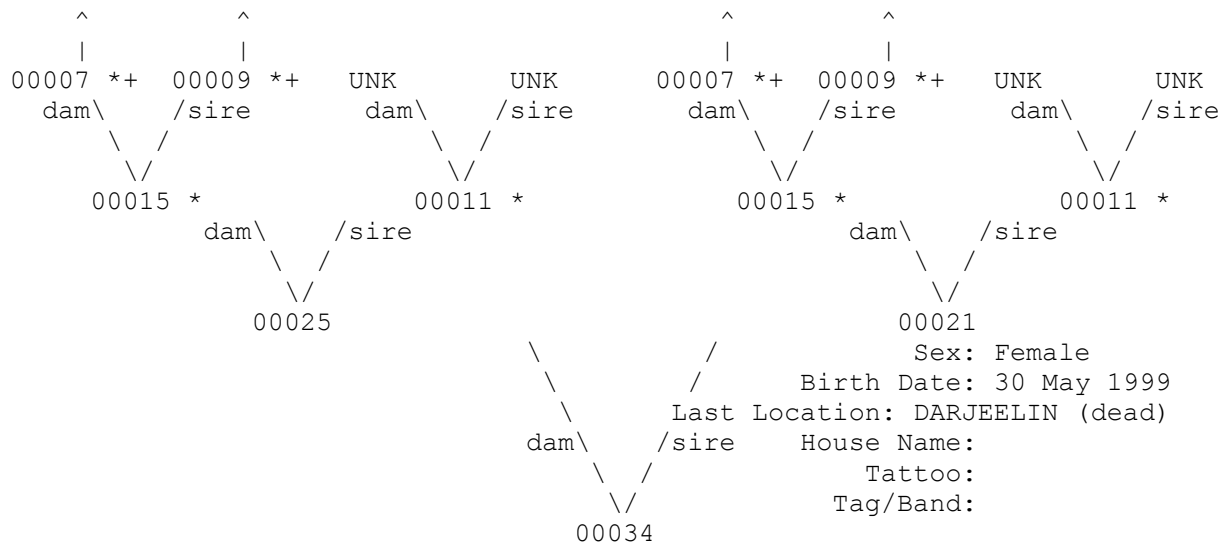 ^ ^ ^ ^
| | | |
00007 *+ 00009 *+ UNK UNK 00007 *+ 00009 *+ UNK UNK
dam\ /sire dam\ /sire dam\ /sire dam\ /sire
\ / \ / \ / \ /
\/ \/ \/ \/
00015 * 00011 * 00015 * 00011 *
dam\ /sire dam\ /sire
\ / \ /
\/ \/
00025 00021
\ / Sex: Female
\ / Birth Date: 30 May 1999
\ Last Location: DARJEELIN (dead)
dam\ /sire House Name:
\ / Tattoo:
\/ Tag/Band:
00034